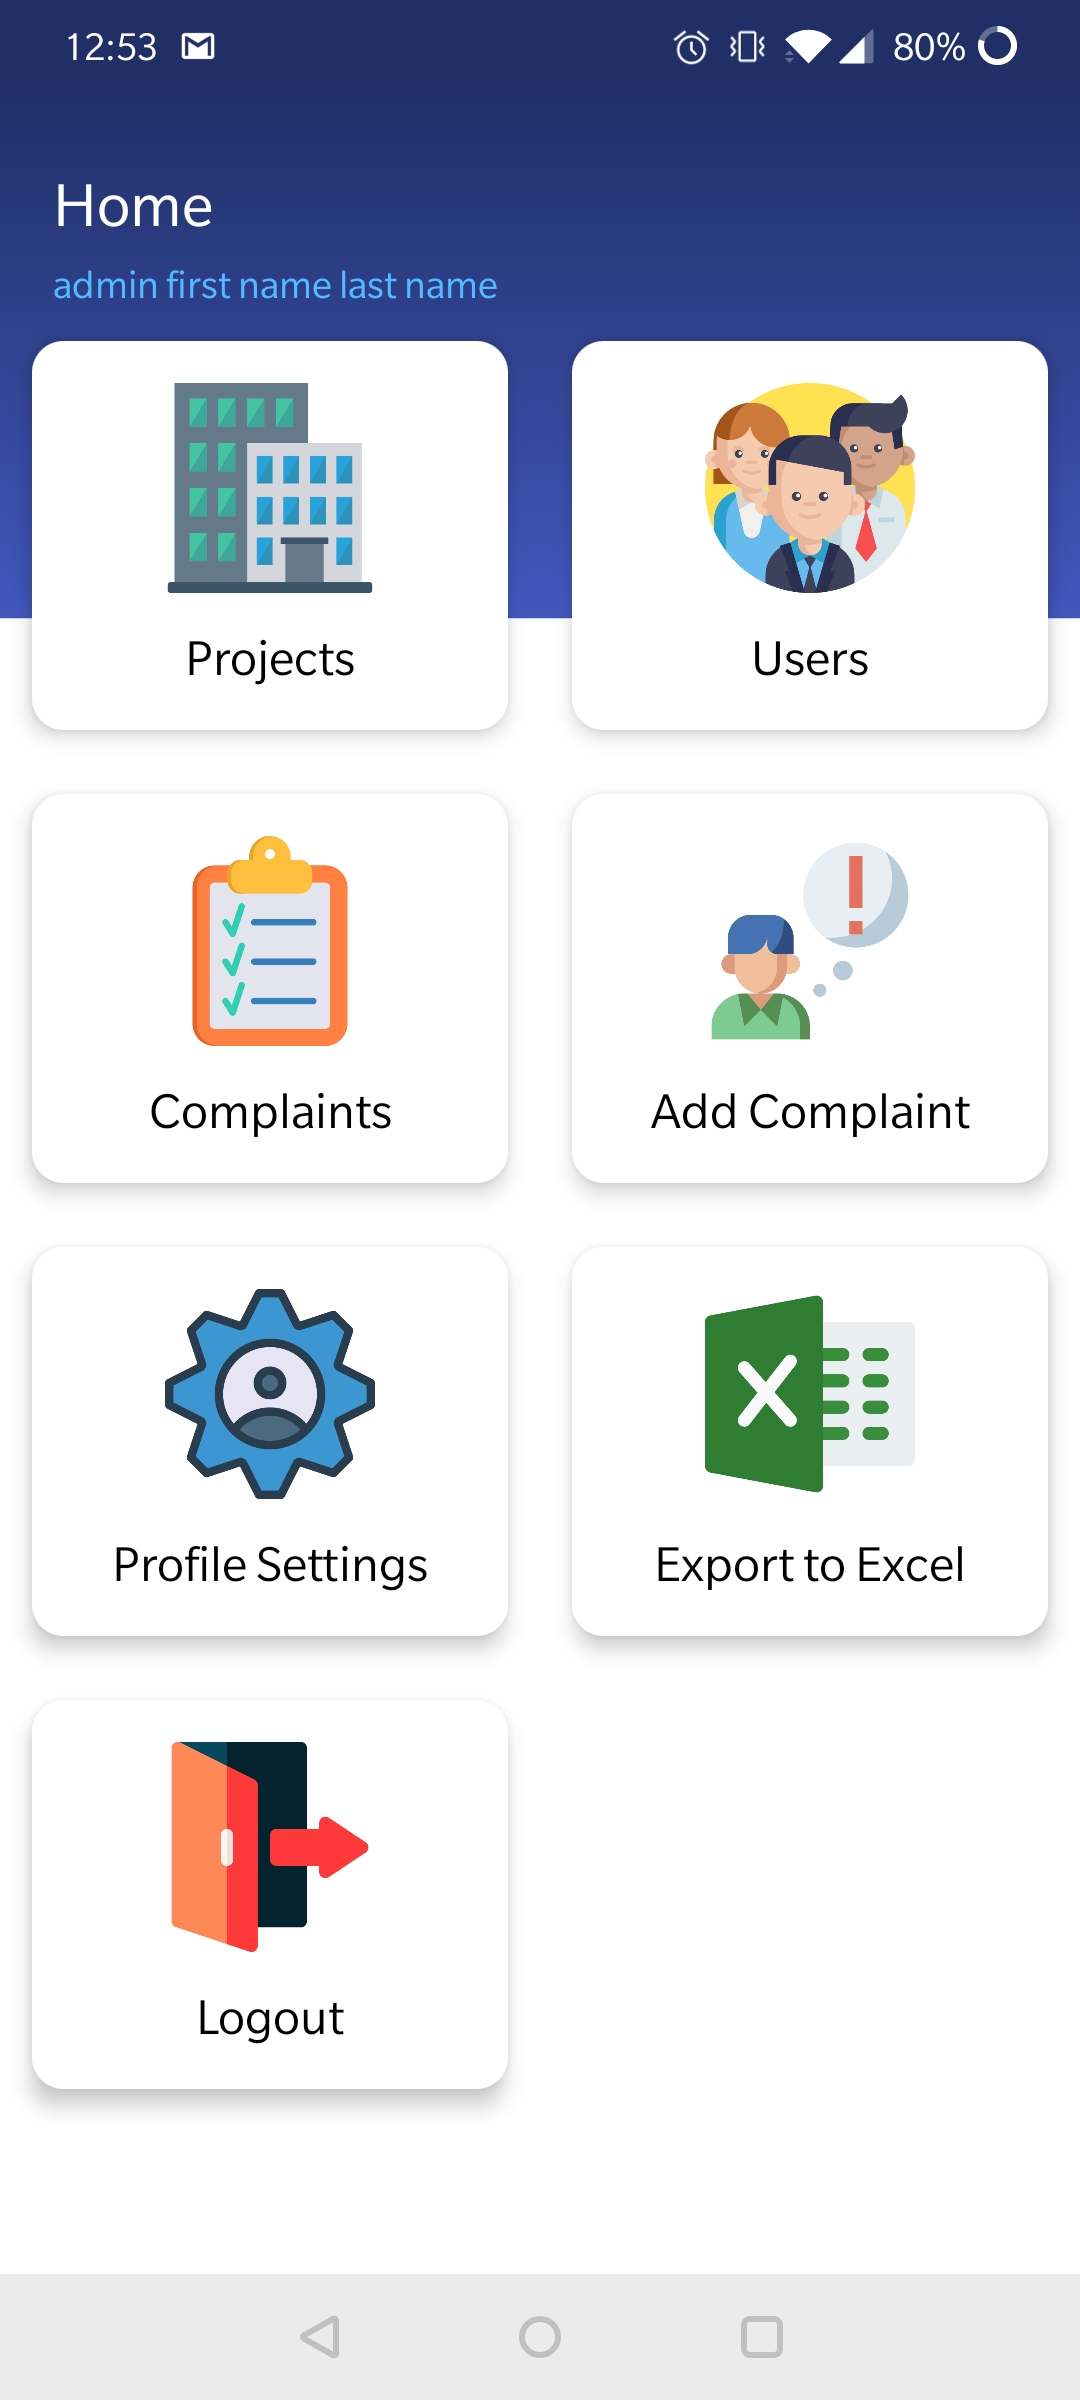 12:53
80%
Home
admin first name last name
Projects
Users
Complaints
Add Complaint
Profile Settings
Export to Excel
Logout